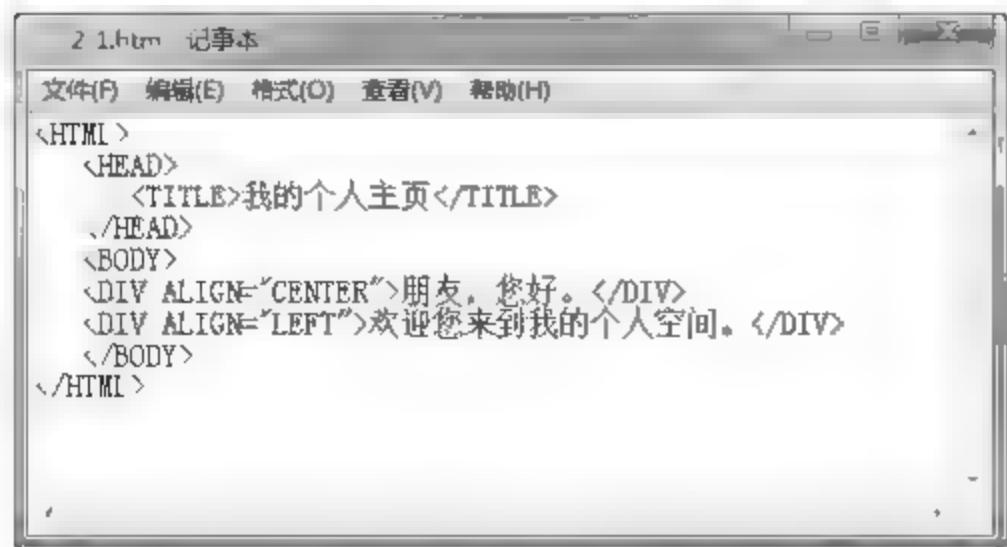 2 1.htm 记事本
文件(F) 编辑(E) 格式(O) 查看(V) 帮助(H)
<HTML>
<HEAD>
<TITLE>我的个人主页</TITLE>
</HEAD>
<BODY>
<DIV ALIGN="CENTER">朋友，您好。</DIV>
<DIV ALIGN="LEFT">欢迎您来到我的个人空间。</DIV>
</BODY>
</HTML>